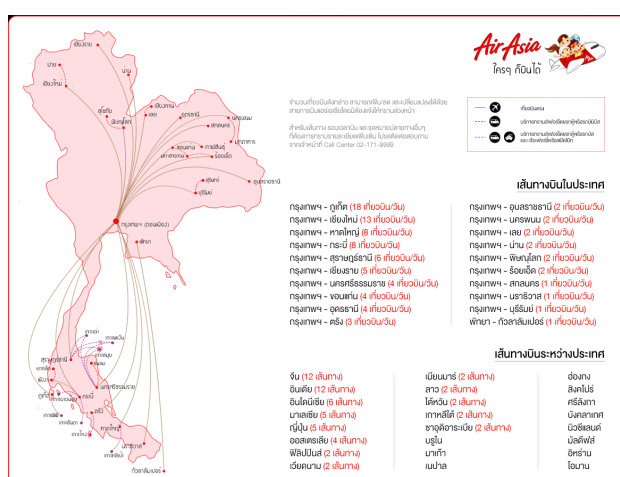 AirAsia
ใครๆ ก็บินได้
จำนวนเที่ยวบินดังกล่าว สามารถเพิ่ม/ลด และเปลี่ยนแปลงได้ด้วย
สายการบินแอร์เอเชียโดยมิต้องแจ้งให้ทราบล่วงหน้า
สำหรับเส้นทาง รอบเวลาบิน และจุดหมายปลายทางอื่นๆ
ที่ต้องการทราบรายละเอียดเพิ่มเติม โปรดติดต่อสอบถาม
จากเจ้าหน้าที่ Call Center 02-171-8989
เที่ยวบินตรง
เส้นทางบินในประเทศ
กรุงเทพฯ - ภูเก็ต (18 เที่ยวบิน/วัน)
กรุงเทพฯ - เชียงใหม่ (13 เที่ยวบิน/วัน)
กรุงเทพฯ - หาดใหญ่ (8 เที่ยวบิน/วัน)
กรุงเทพฯ - กระบี่ (8 เที่ยวบิน/วัน)
กรุงเทพฯ - สุราษฎร์ธานี (6 เที่ยวบิน/วัน)
กรุงเทพฯ - เชียงราย (5 เที่ยวบิน/วัน)
กรุงเทพฯ - นครศรีธรรมราช (4 เที่ยวบิน/วัน)
กรุงเทพฯ - ขอนแก่น (4 เที่ยวบิน/วัน)
กรุงเทพฯ - อุดรธานี (4 เที่ยวบิน/วัน)
กรุงเทพฯ - ตรัง (3 เที่ยวบิน/วัน)
กรุงเทพฯ - อุบลราชธานี (2 เที่ยวบิน/วัน)
กรุงเทพฯ - นครพนม (2 เที่ยวบิน/วัน)
กรุงเทพฯ - เลย (2 เที่ยวบิน/วัน)
กรุงเทพฯ - น่าน (2 เที่ยวบิน/วัน)
กรุงเทพฯ - พิษณุโลก (2 เที่ยวบิน/วัน)
กรุงเทพฯ - ร้อยเอ็ด (2 เที่ยวบิน/วัน)
กรุงเทพฯ - สกลนคร (1 เที่ยวบิน/วัน)
กรุงเทพฯ - นราธิวาส (1 เที่ยวบิน/วัน)
กรุงเทพฯ - บุรีรัมย์ (1 เที่ยวบิน/วัน)
พัทยา - กัวลาลัมเปอร์ (1 เที่ยวบิน/วัน)
เส้นทางบินระหว่างประเทศ
จีน (12 เส้นทาง)
อินเดีย (12 เส้นทาง)
อินโดนีเซีย (6 เส้นทาง)
มาเลเซีย (5 เส้นทาง)
ญี่ปุ่น (5 เส้นทาง)
ออสเตรเลีย (4 เส้นทาง)
ฟิลิปปินส์ (2 เส้นทาง)
เวียดนาม (2 เส้นทาง)
เมียนมาร์ (2 เส้นทาง)
ลาว (2 เส้นทาง)
ไต้หวัน (2 เส้นทาง)
เกาหลีใต้ (2 เส้นทาง)
ซาอุดิอาระเบีย (2 เส้นทาง)
บรูไน
มาเก๊า
เนปาล
ฮ่องกง
สิงคโปร์
ศรีลังกา
บังคลาเทศ
นิวซีแลนด์
มัลดีฟส์
อิหร่าน
โอมาน
เชียงราย
ปาย
น่าน
เชียงใหม่
สุโขทัย
พิษณุโลก
เชียงคาน
เลย
อุดรธานี
นครพนม
สกลนคร
มุกดาหาร
ขอนแก่น
กาฬสินธุ์
มหาสารคาม
ร้อยเอ็ด
สุรินทร์
บุรีรัมย์
อุบลราชธานี
กรุงเทพฯ (ดอนเมือง)
พัทยา
เกาะเต่า
เกาะพะงัน
เกาะสมุย
สุราษฎร์ธานี
นครศรีธรรมราช
พังงา
ภูเก็ต
กระบี่
ตรัง
หาดใหญ่
นราธิวาส
เกาะหลีเป๊ะ
กัวลาลัมเปอร์